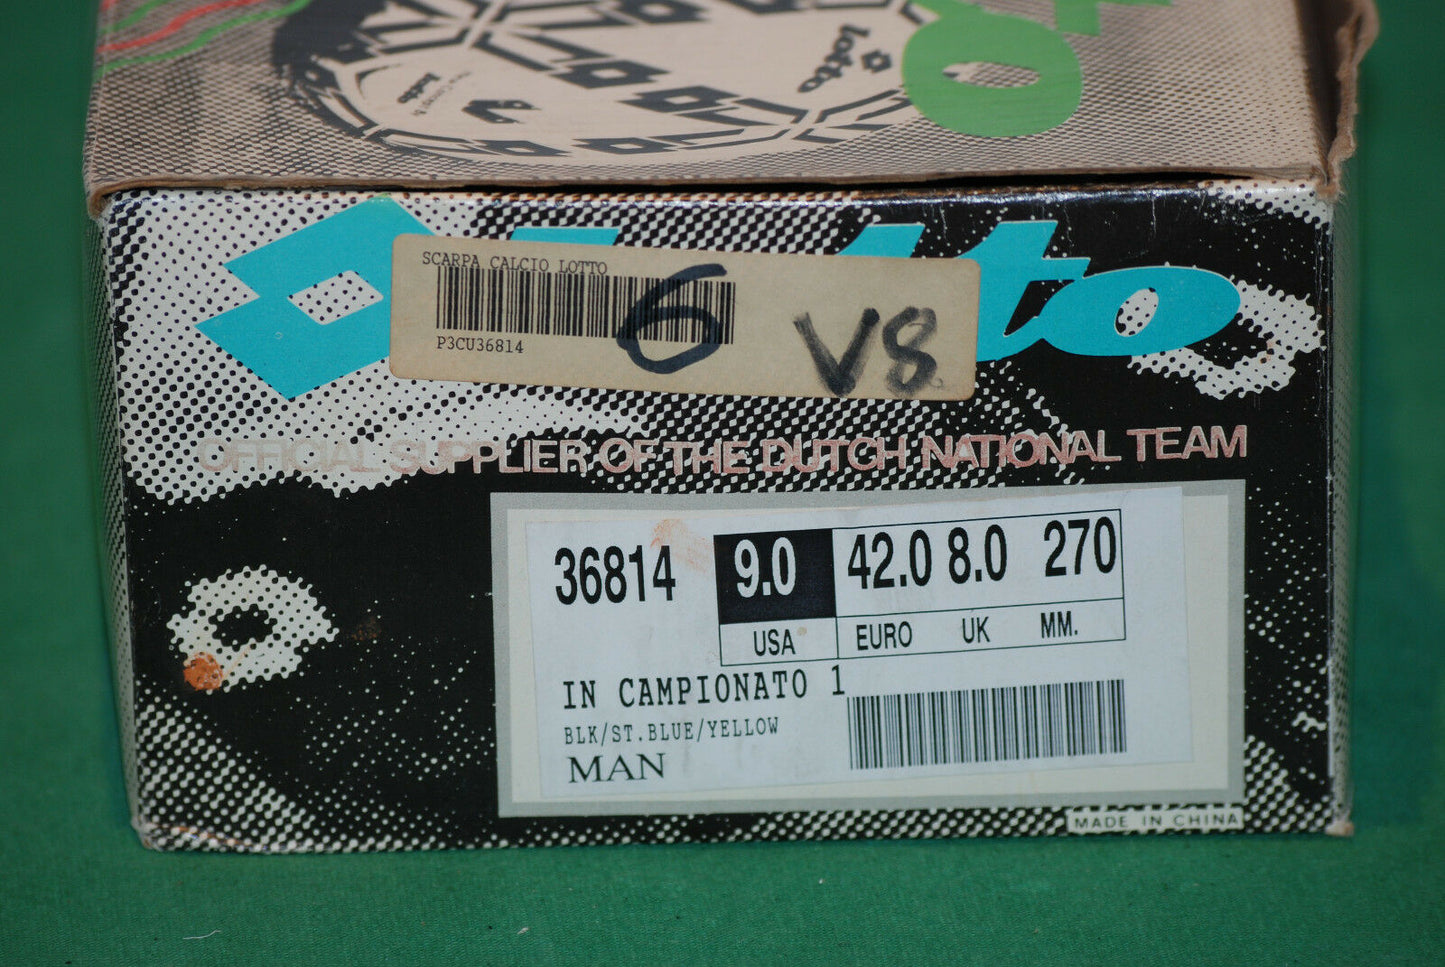 lotto
lotto
lotto
SCARPA CALCIO LOTTO
P3CU36814
6 V8
OFFICIAL SUPPLIER OF THE DUTCH NATIONAL TEAM
36814 9.0 42.0 8.0 270
USA EURO UK MM.
IN CAMPIONATO 1
BLK/ST.BLUE/YELLOW
MAN
MADE IN CHINA